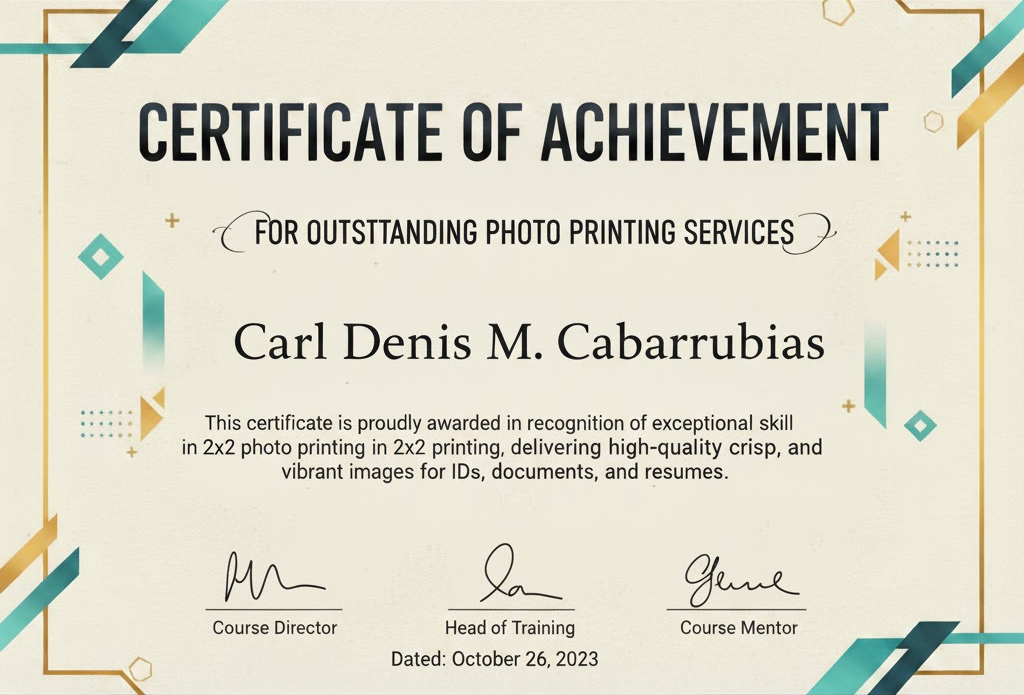 CERTIFICATE OF ACHIEVEMENT
FOR OUTSTTANDING PHOTO PRINTING SERVICES
Carl Denis M. Cabarrubias
This certificate is proudly awarded in recognition of exceptional skill
in 2x2 photo printing in 2x2 printing, delivering high-quality crisp, and
vibrant images for IDs, documents, and resumes.
Course Director
Head of Training
Course Mentor
Dated: October 26, 2023